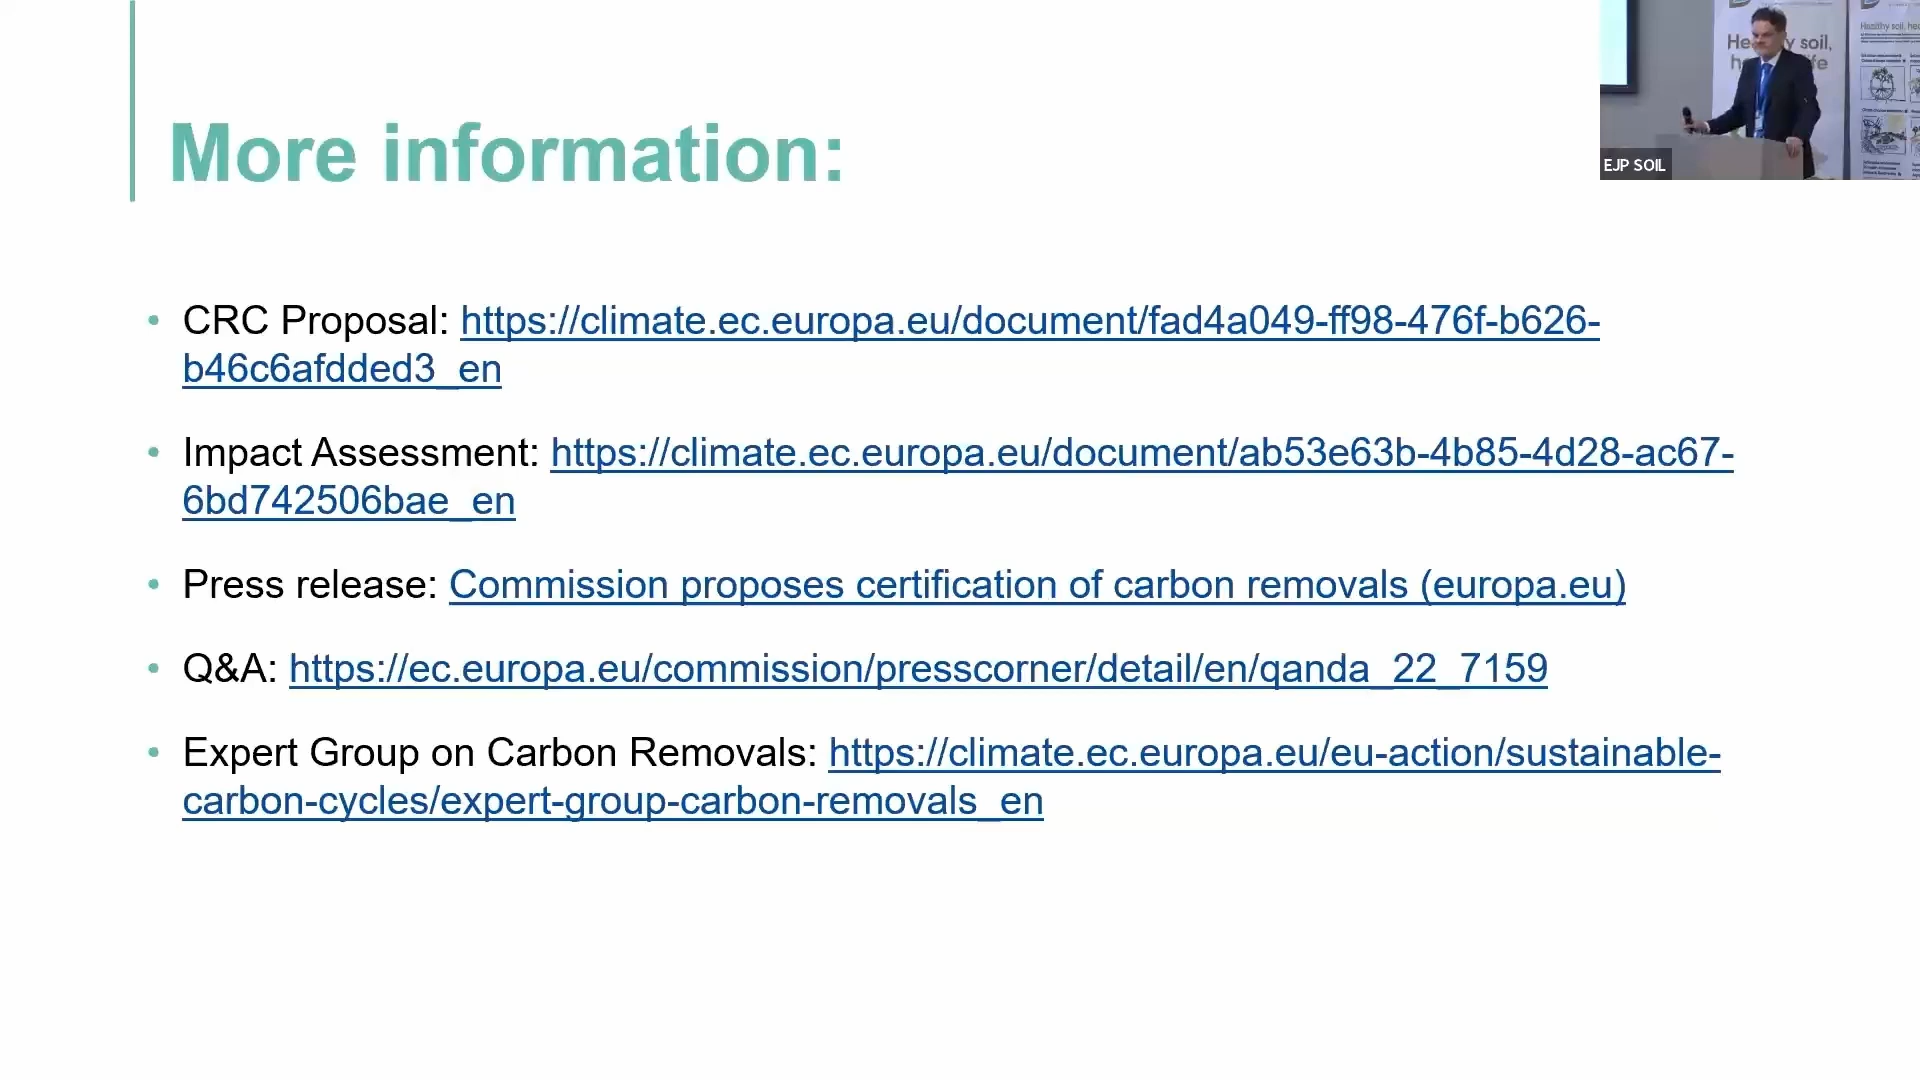 More information:
Healthy soil,
EJP SOIL
• CRC Proposal: https://climate.ec.europa.eu/document/fad4a049-ff98-476f-b626-
b46c6afdded3_en
• Impact Assessment: https://climate.ec.europa.eu/document/ab53e63b-4b85-4d28-ac67-
6bd742506bae_en
• Press release: Commission proposes certification of carbon removals (europa.eu)
• Q&A: https://ec.europa.eu/commission/presscorner/detail/en/qanda_22_7159
• Expert Group on Carbon Removals: https://climate.ec.europa.eu/eu-action/sustainable-
carbon-cycles/expert-group-carbon-removals_en